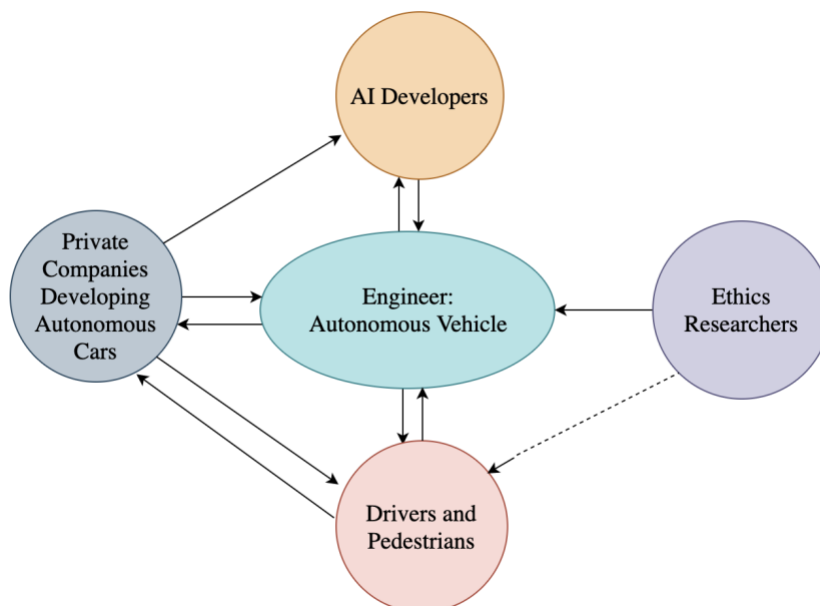 AI Developers
Private
Companies
Developing
Autonomous
Cars
Engineer:
Autonomous Vehicle
Ethics
Researchers
Drivers and
Pedestrians